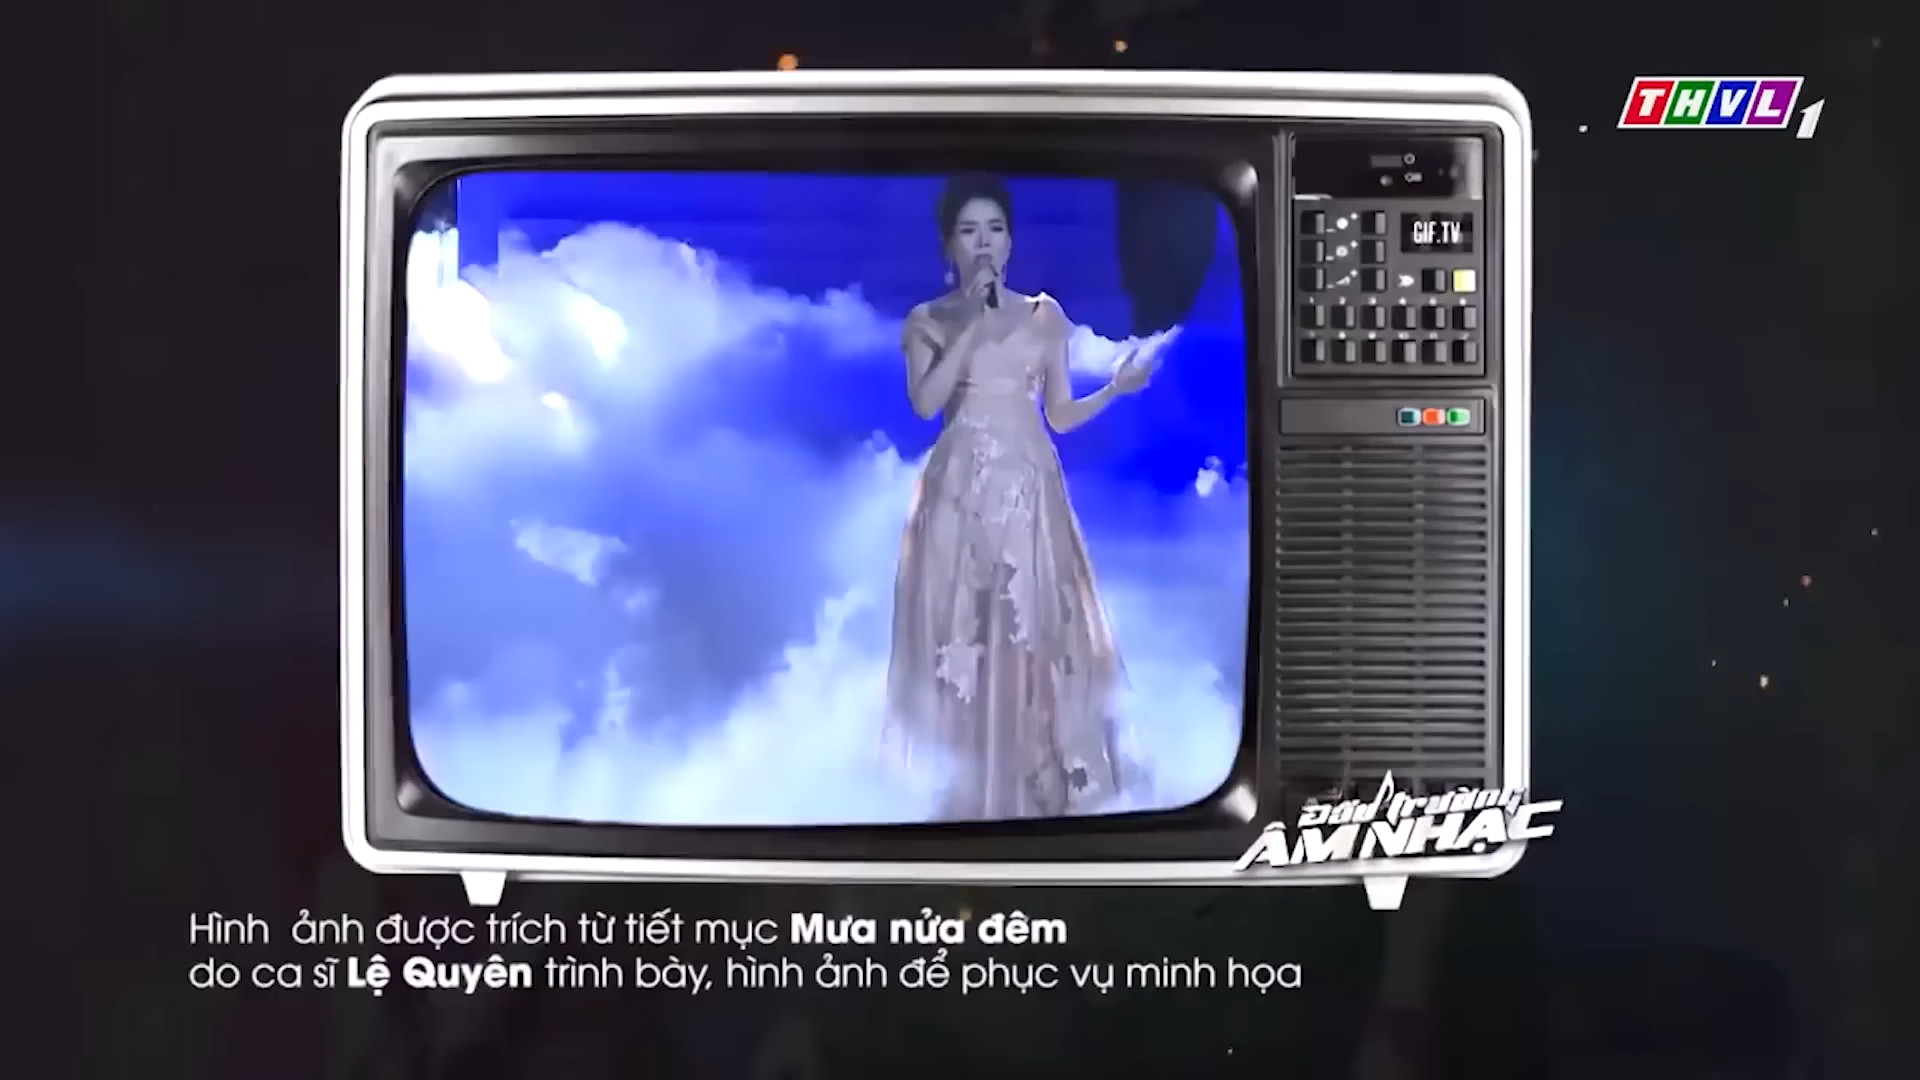 THVL1
GIF.TV
Đấu trường
ÂM NHẠC
Hình ảnh được trích từ tiết mục Mưa nửa đêm
do ca sĩ Lệ Quyên trình bày, hình ảnh để phục vụ minh họa